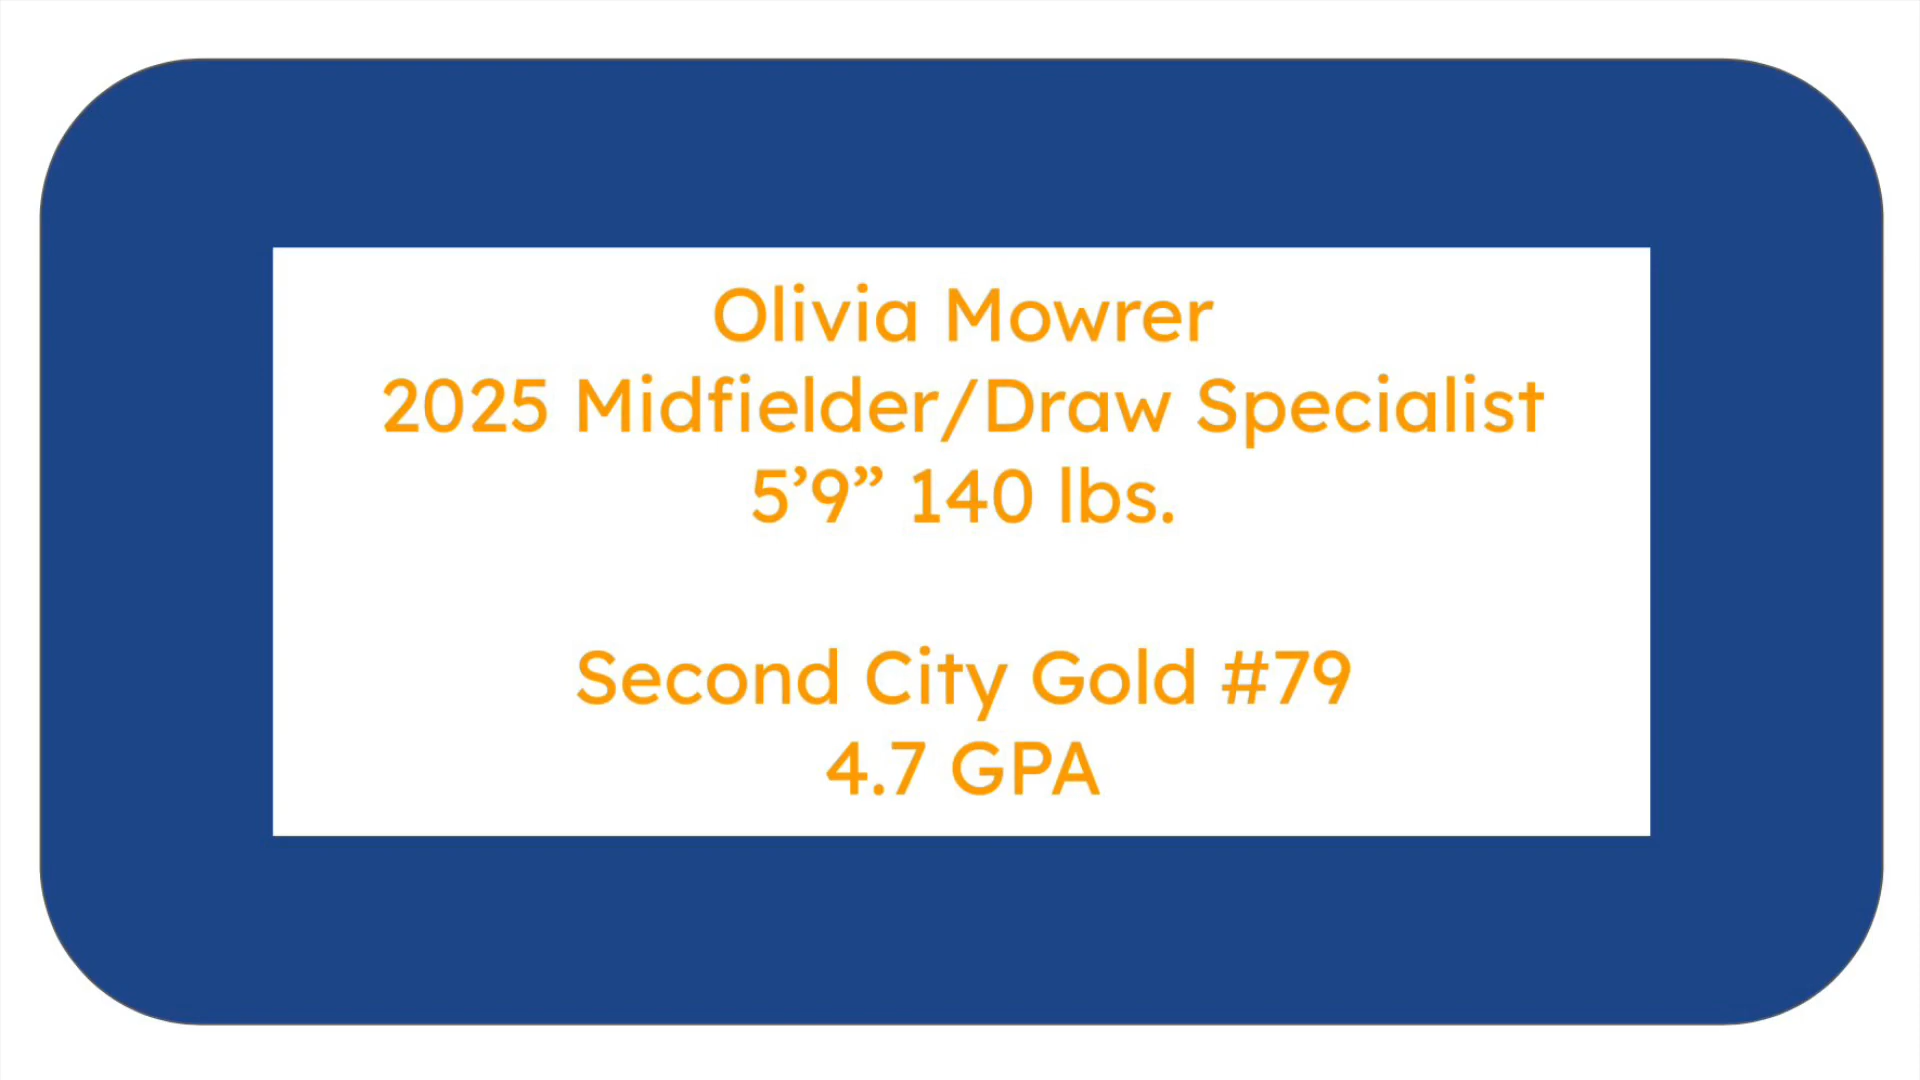 Olivia Mowrer
2025 Midfielder/Draw Specialist
5’9” 140 lbs.
Second City Gold #79
4.7 GPA